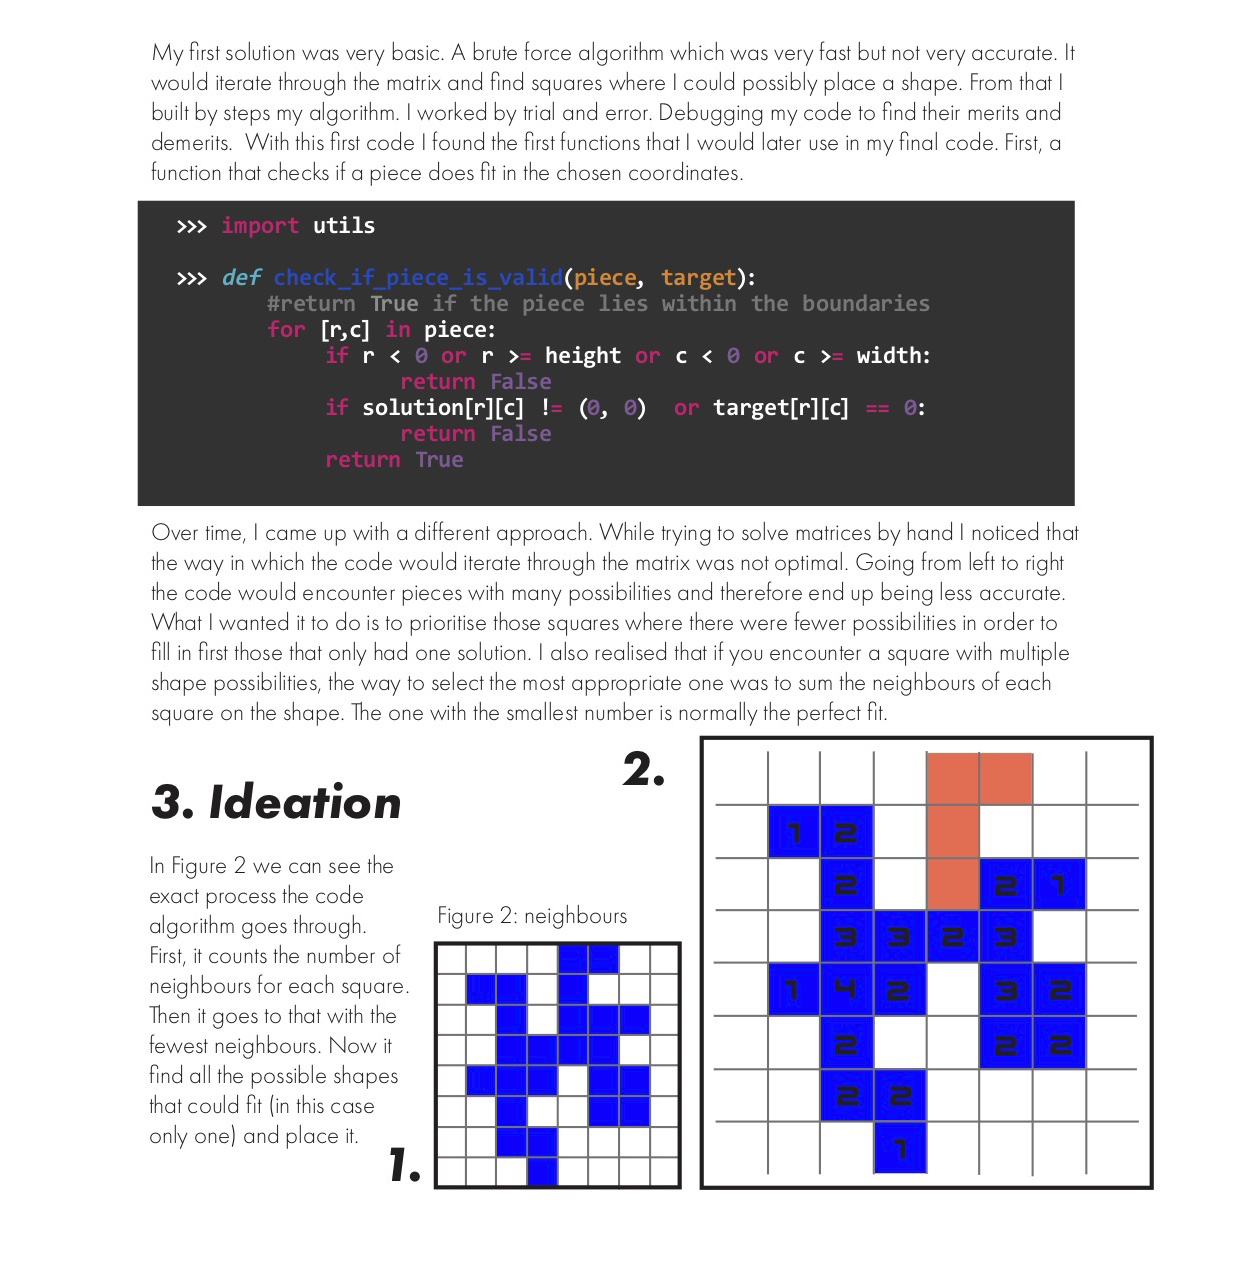 My first solution was very basic. A brute force algorithm which was very fast but not very accurate. It
would iterate through the matrix and find squares where I could possibly place a shape. From that I
built by steps my algorithm. I worked by trial and error. Debugging my code to find their merits and
demerits.  With this first code I found the first functions that I would later use in my final code. First, a
function that checks if a piece does fit in the chosen coordinates.
>>> import utils
>>> def check_if_piece_is_valid(piece, target):
#return True if the piece lies within the boundaries
for [r,c] in piece:
if r < 0 or r >= height or c < 0 or c >= width:
return False
if solution[r][c] != (0, 0)  or target[r][c] == 0:
return False
return True
Over time, I came up with a different approach. While trying to solve matrices by hand I noticed that
the way in which the code would iterate through the matrix was not optimal. Going from left to right
the code would encounter pieces with many possibilities and therefore end up being less accurate.
What I wanted it to do is to prioritise those squares where there were fewer possibilities in order to
fill in first those that only had one solution. I also realised that if you encounter a square with multiple
shape possibilities, the way to select the most appropriate one was to sum the neighbours of each
square on the shape. The one with the smallest number is normally the perfect fit.
3. Ideation
In Figure 2 we can see the
exact process the code
algorithm goes through.
First, it counts the number of
neighbours for each square.
Then it goes to that with the
fewest neighbours. Now it
find all the possible shapes
that could fit (in this case
only one) and place it.
Figure 2: neighbours
1.
2.
1 2
2 2 1
3 3 2 3
1 4 2 3 2
2 2 2
2 2
1